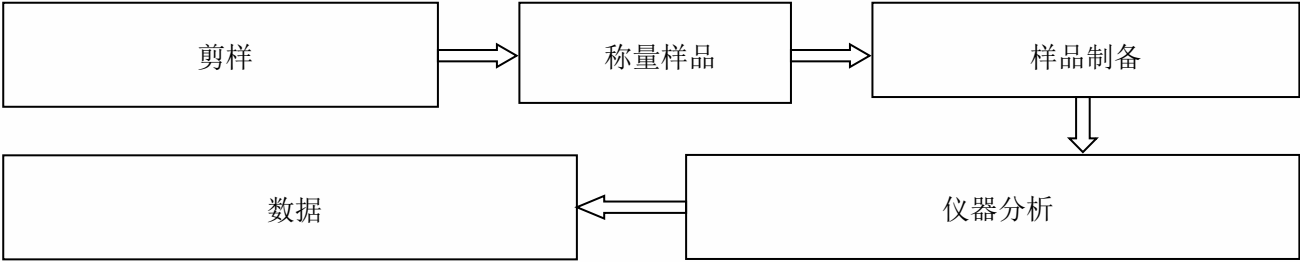 剪样
称量样品
样品制备
仪器分析
数据